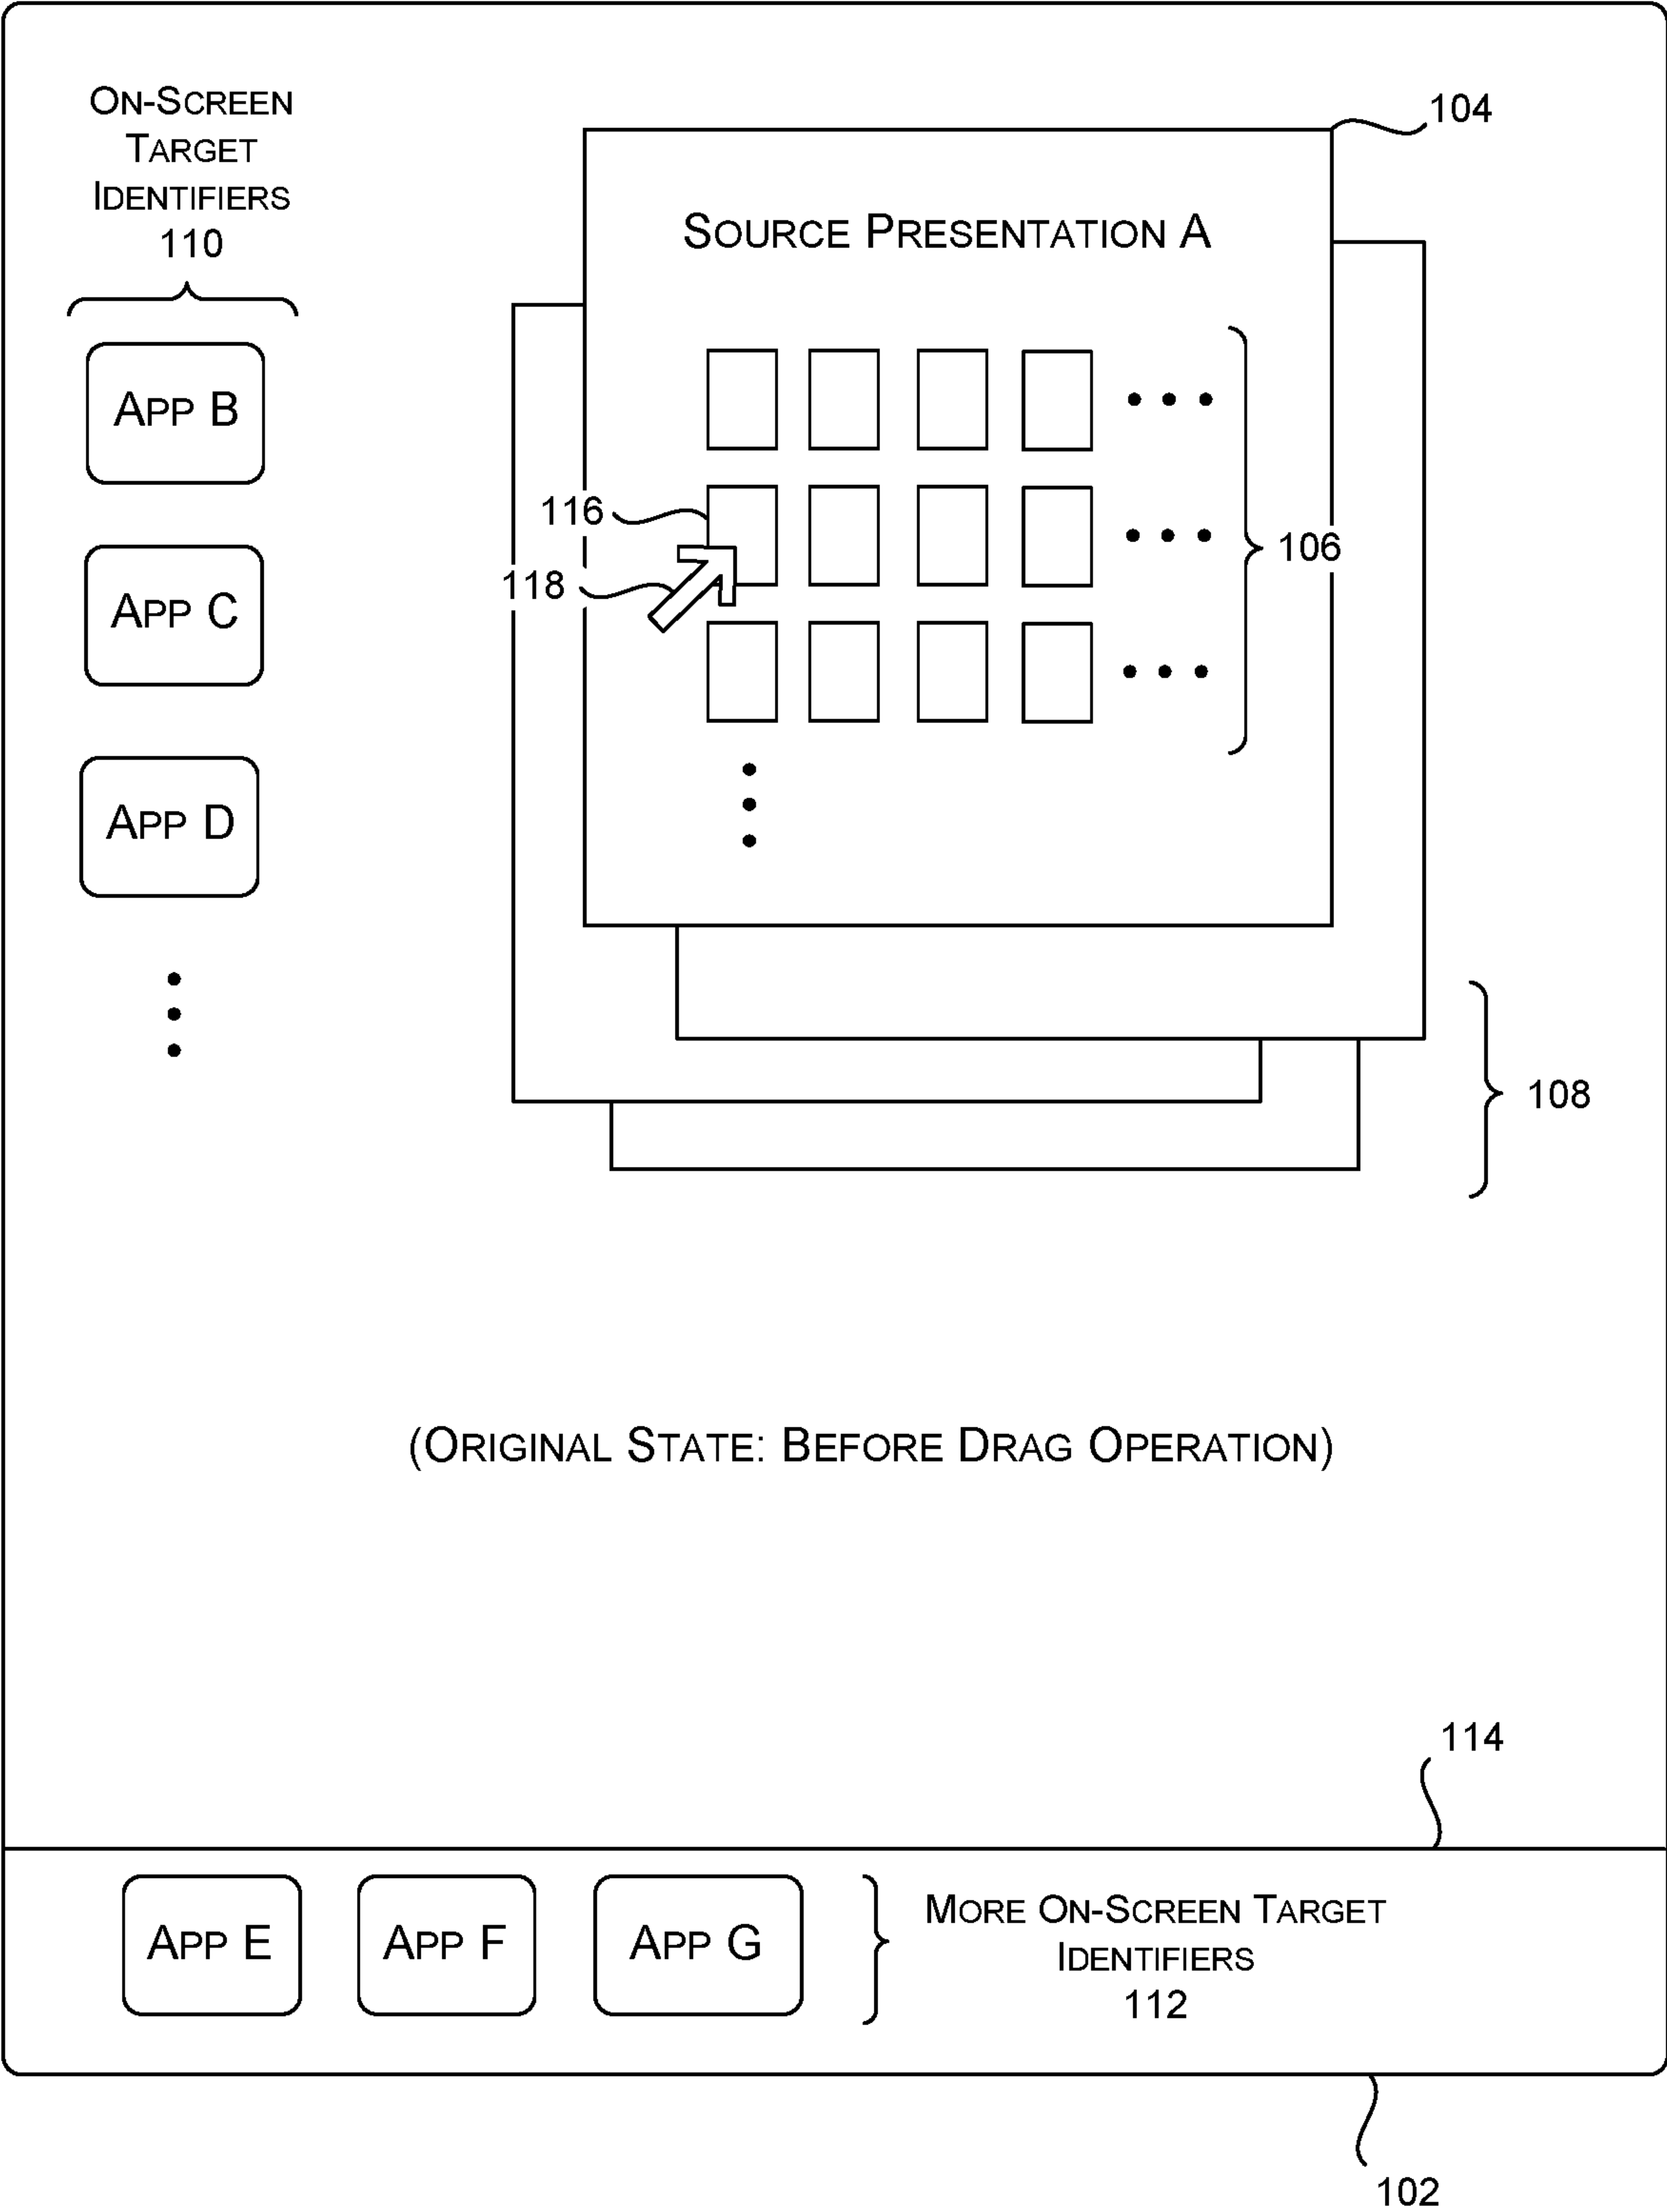 ON-SCREEN
TARGET
IDENTIFIERS
110
104
SOURCE PRESENTATION A
APP B
116
106
118
APP C
APP D
108
(ORIGINAL STATE: BEFORE DRAG OPERATION)
114
APP E
APP F
APP G
MORE ON-SCREEN TARGET
IDENTIFIERS
112
102